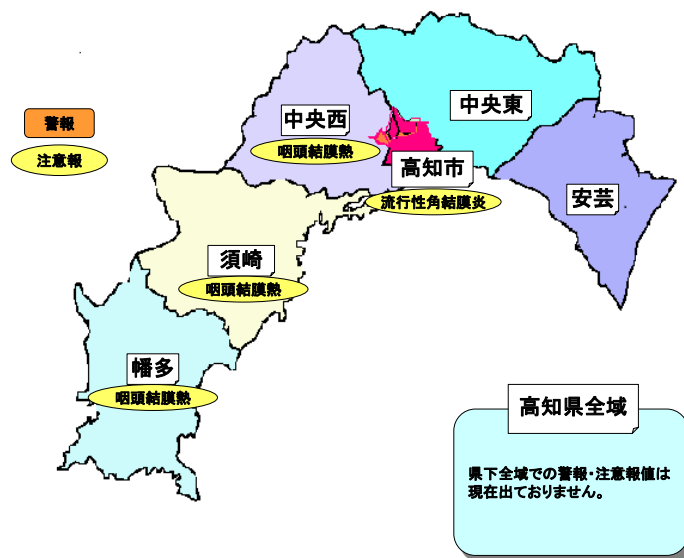 警報
注意報
中央西
咽頭結膜熱
中央東
高知市
流行性角結膜炎
安芸
須崎
咽頭結膜熱
幡多
咽頭結膜熱
高知県全域
県下全域での警報・注意報値は
現在出ておりません。